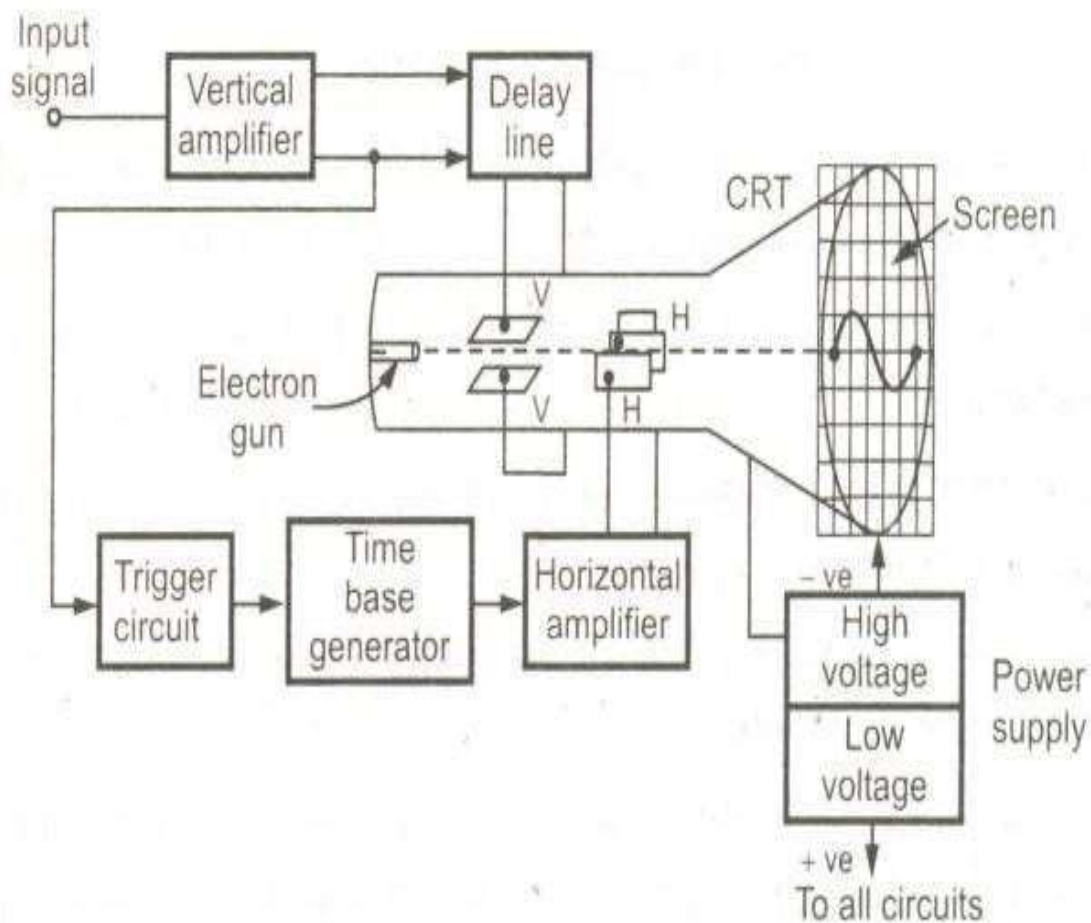 Input
signal
Vertical
amplifier
Delay
line
CRT
Screen
V
H
Electron
gun
V
H
Trigger
circuit
Time
base
generator
Horizontal
amplifier
– ve
High
voltage
Power
supply
Low
voltage
+ ve
To all circuits